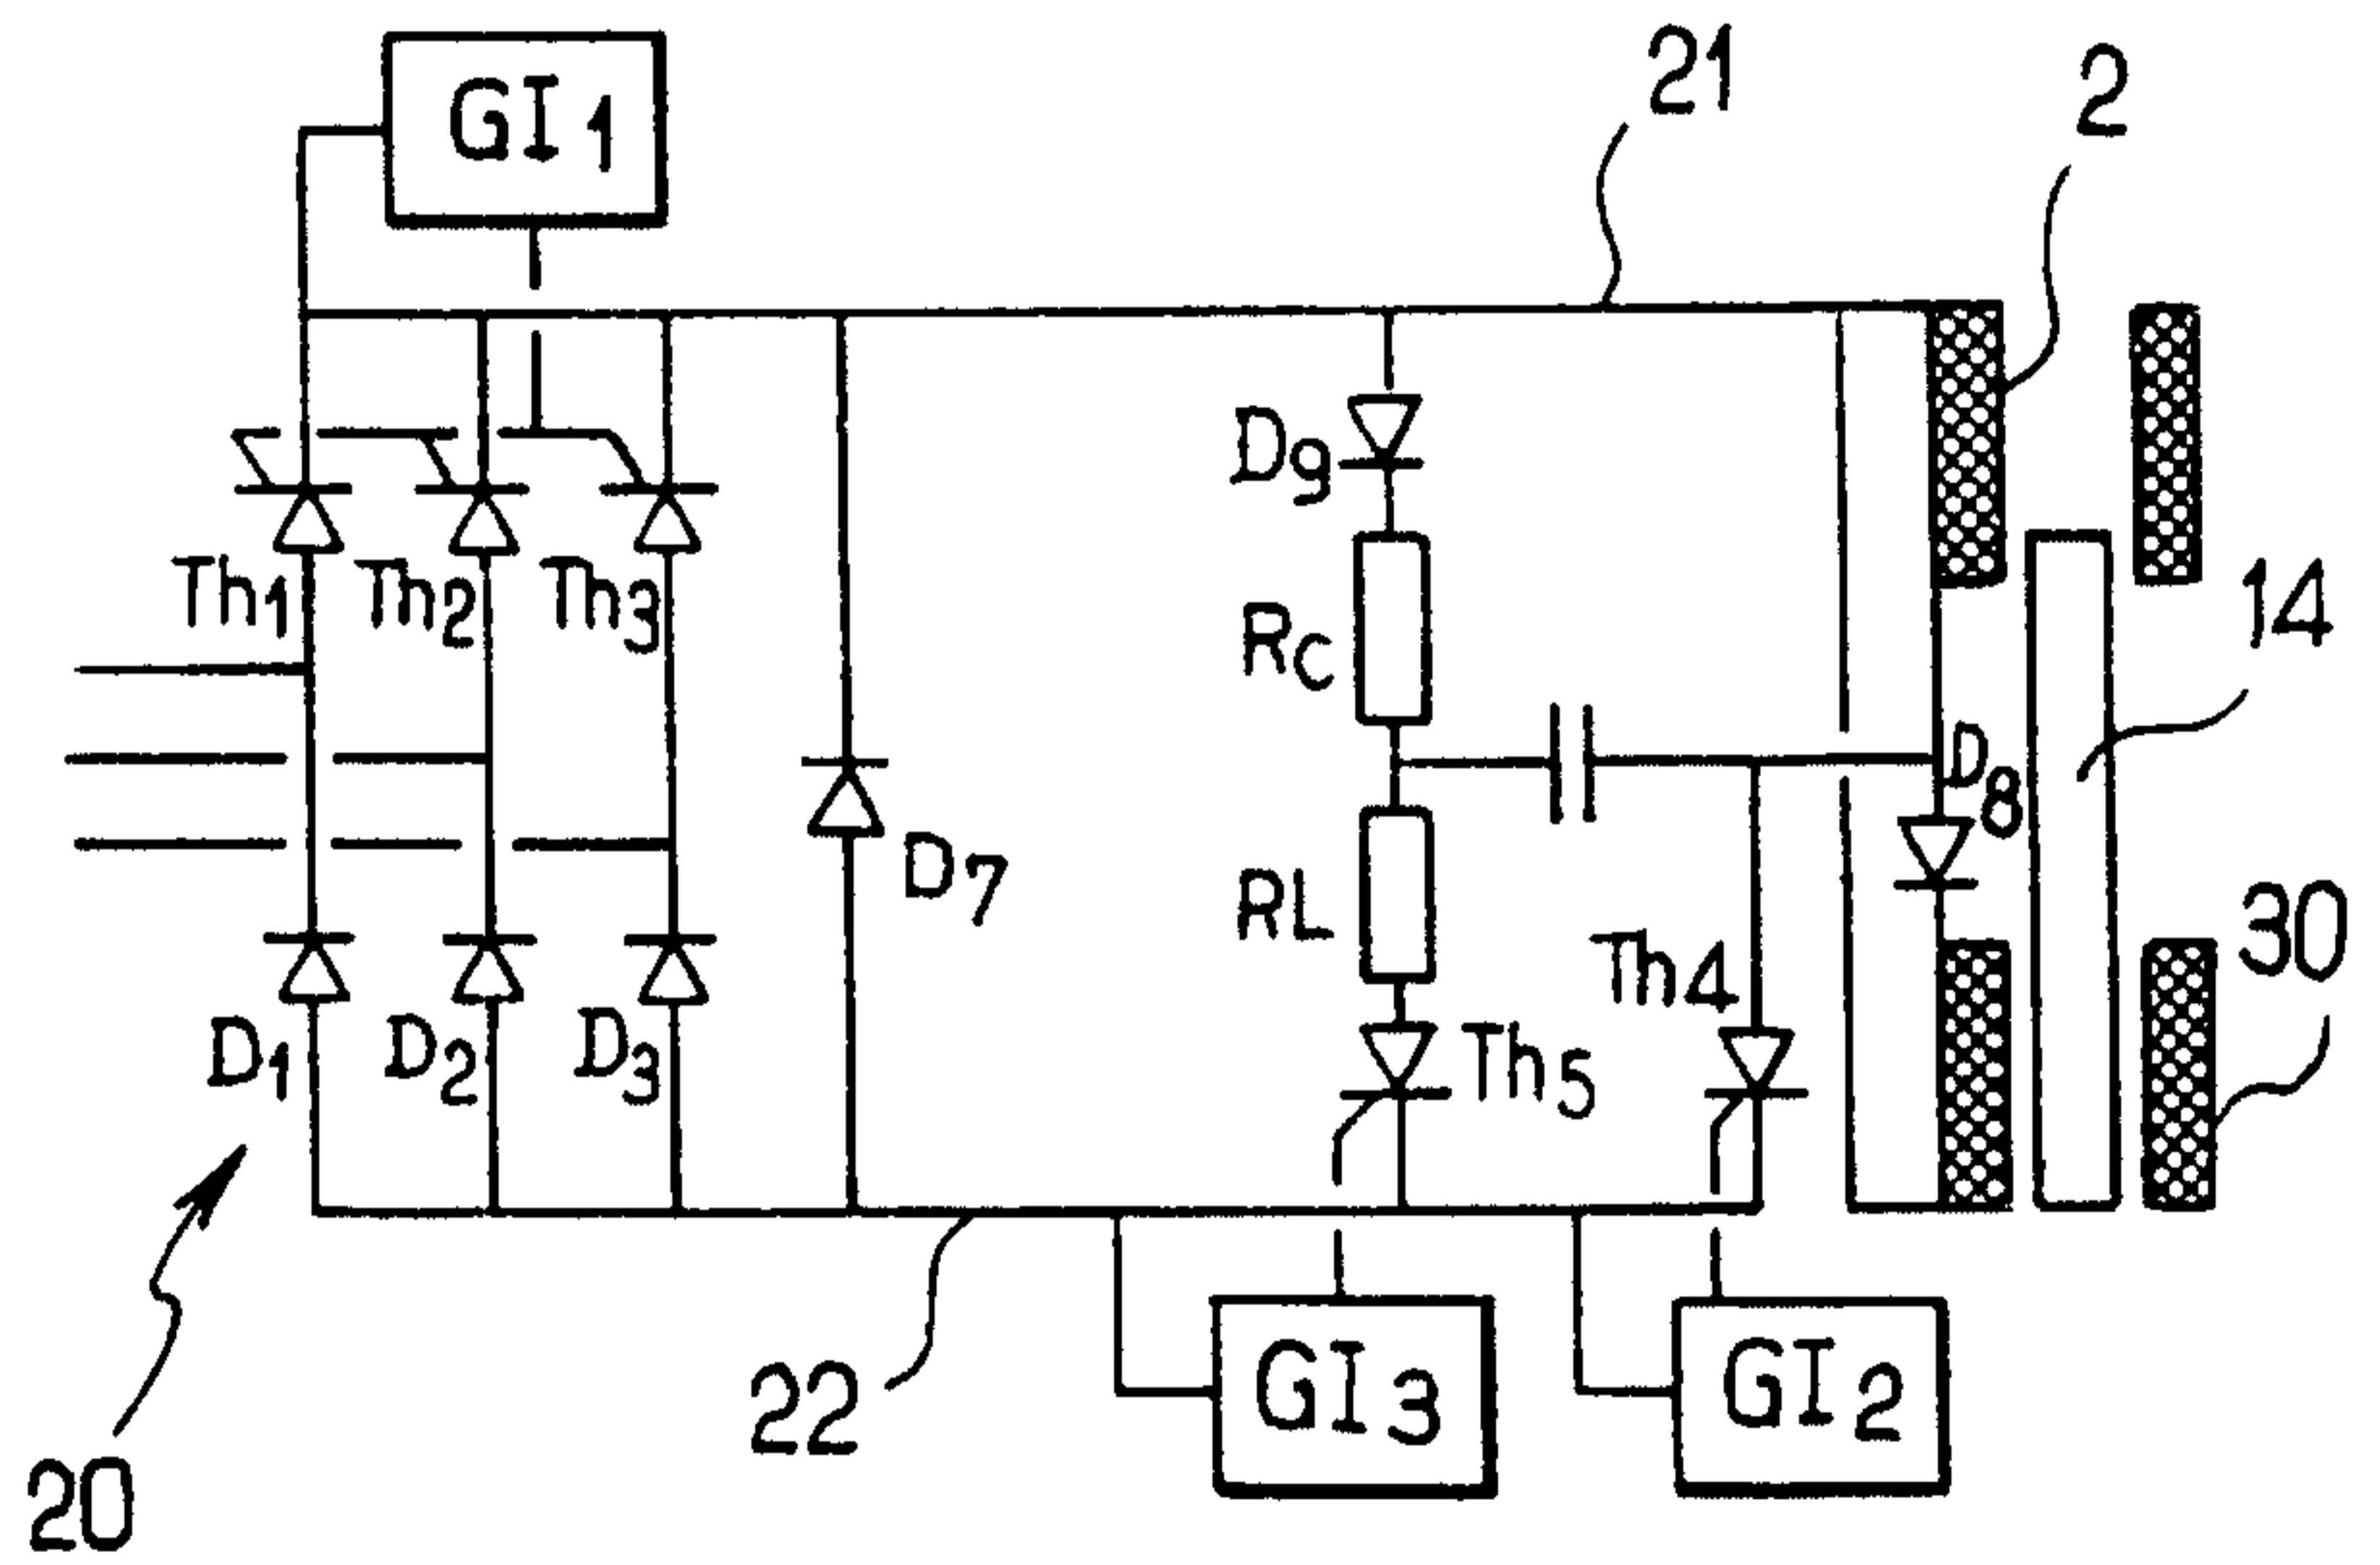 21
2
GI1
D9
Th1 Th2 Th3
RC
14
D8
D7
RL
30
Th4
D1 D2 D3
Th5
22
GI3
GI2
20